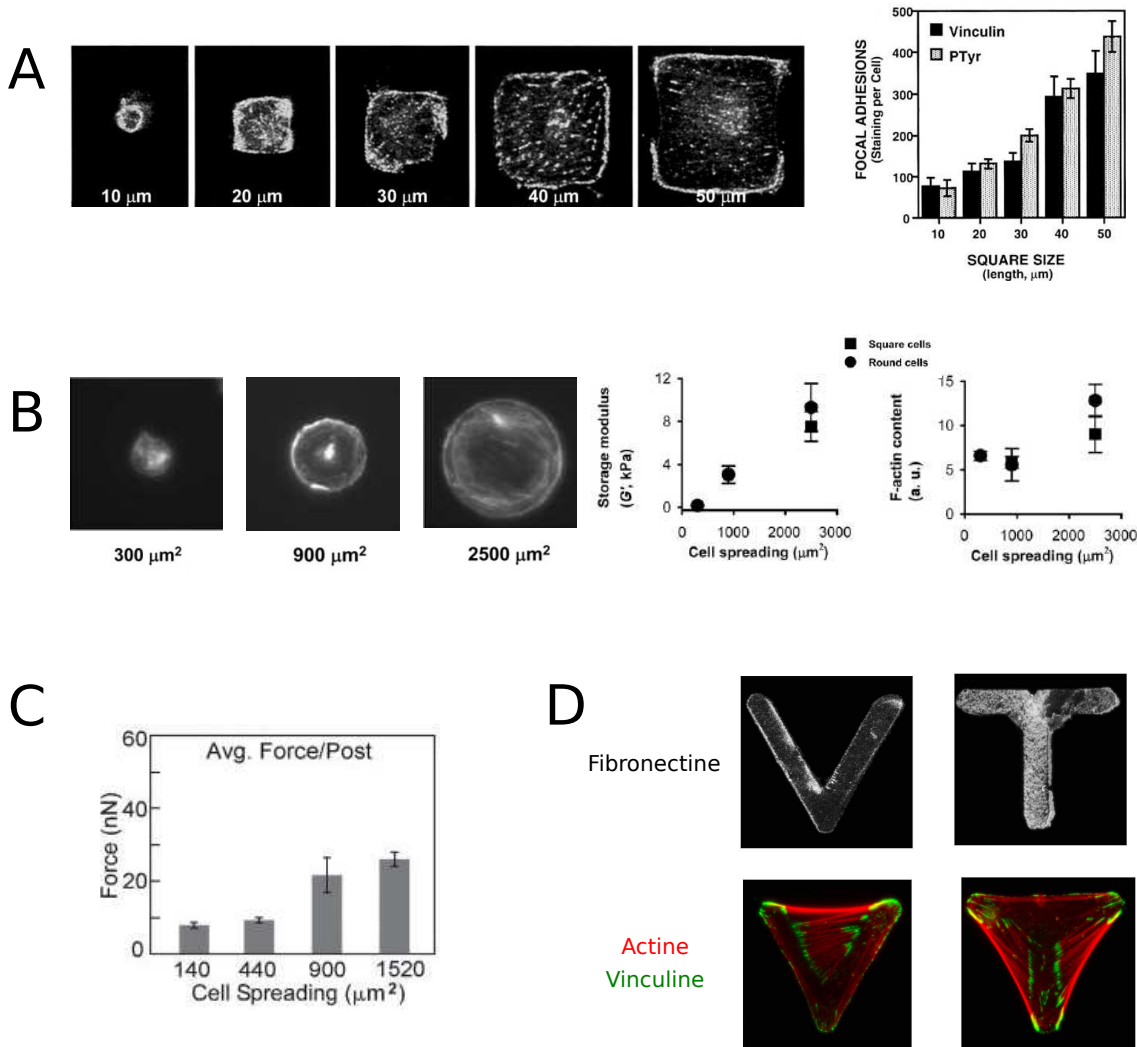 A
10 μm
20 μm
30 μm
40 μm
50 μm
FOCAL ADHESIONS
(Staining per Cell)
500
400
300
200
100
0
Vinculin
PTyr
10 20 30 40 50
SQUARE SIZE
(length, μm)
B
300 μm²
900 μm²
2500 μm²
Square cells
Round cells
Storage modulus
(G′, kPa)
12
8
4
0
0 1000 2000 3000
Cell spreading (μm²)
F-actin content
(a. u.)
15
10
5
0
0 1000 2000 3000
Cell spreading (μm²)
C
Avg. Force/Post
Force (nN)
60
40
20
0
140 440 900 1520
Cell Spreading (μm²)
D
Fibronectine
Actine
Vinculine